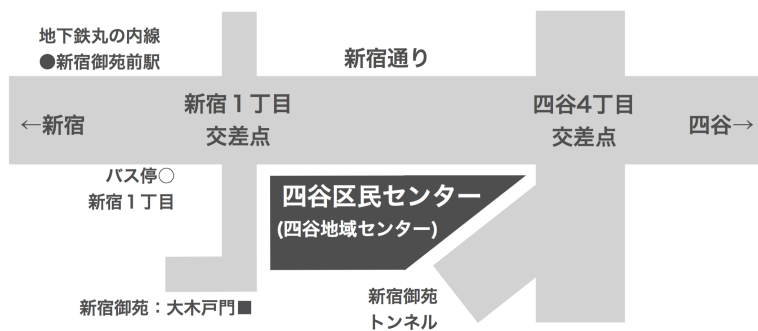 地下鉄丸の内線
●新宿御苑前駅
新宿通り
←新宿
新宿１丁目
交差点
四谷4丁目
交差点
四谷→
バス停○
新宿１丁目
四谷区民センター
(四谷地域センター)
新宿御苑：大木戸門■
新宿御苑
トンネル